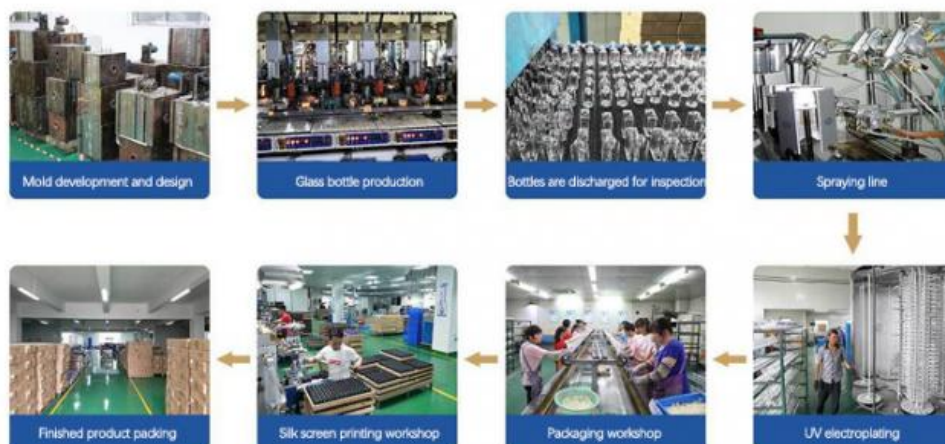 Mold development and design
Glass bottle production
Bottles are discharged for inspection
Spraying line
Finished product packing
Silk screen printing workshop
Packaging workshop
UV electroplating